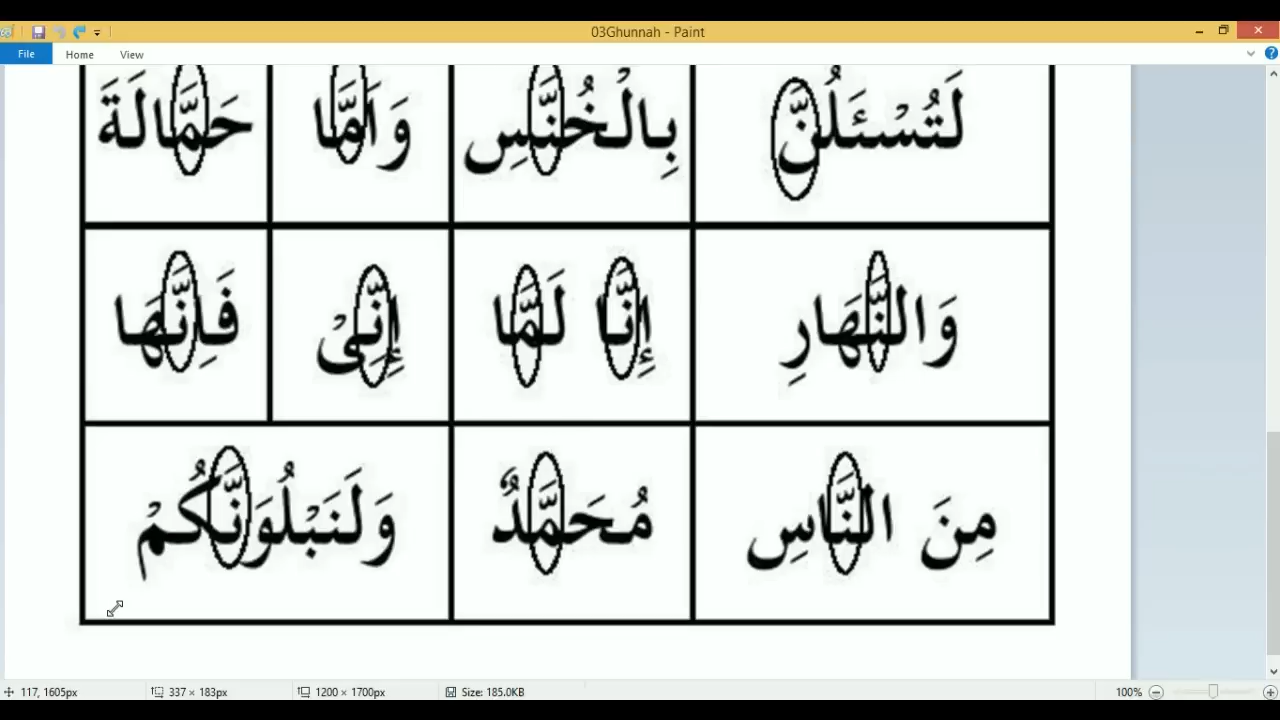 03Ghunnah - Paint
File Home View
لَتُسْئَلُنَّ بِالْخُنَّسِ وَاَمَّا حَمَّالَةَ
وَالنَّهَارِ إِنَّا لَمَّا إِنِّىْ فَاِنَّهَا
مِنَ النَّاسِ مُحَمَّدٌ وَلَنَبْلُوَنَّكُمْ
117, 1605px 337 × 183px 1200 × 1700px Size: 185.0KB 100%